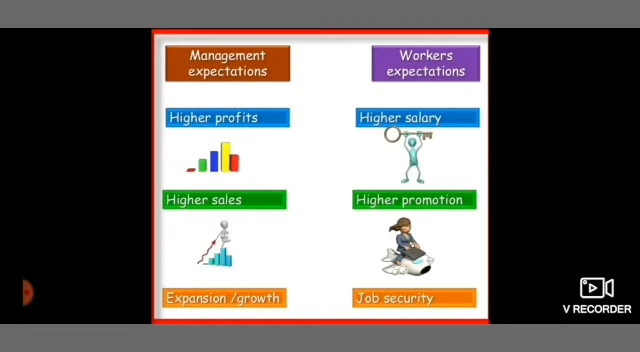 Management
expectations
Workers
expectations
Higher profits
Higher salary
Higher sales
Higher promotion
Expansion /growth
Job security
V RECORDER